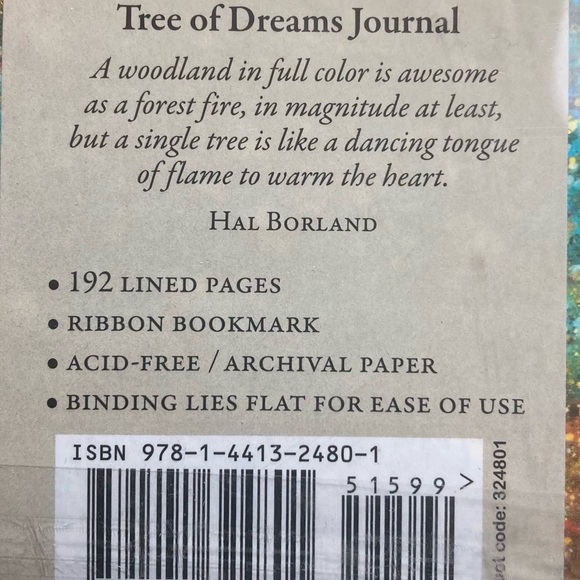 Tree of Dreams Journal
A woodland in full color is awesome
as a forest fire, in magnitude at least,
but a single tree is like a dancing tongue
of flame to warm the heart.
Hal Borland
• 192 lined pages
• ribbon bookmark
• acid-free / archival paper
• binding lies flat for ease of use
ISBN 978-1-4413-2480-1
51599 >
code: 324801